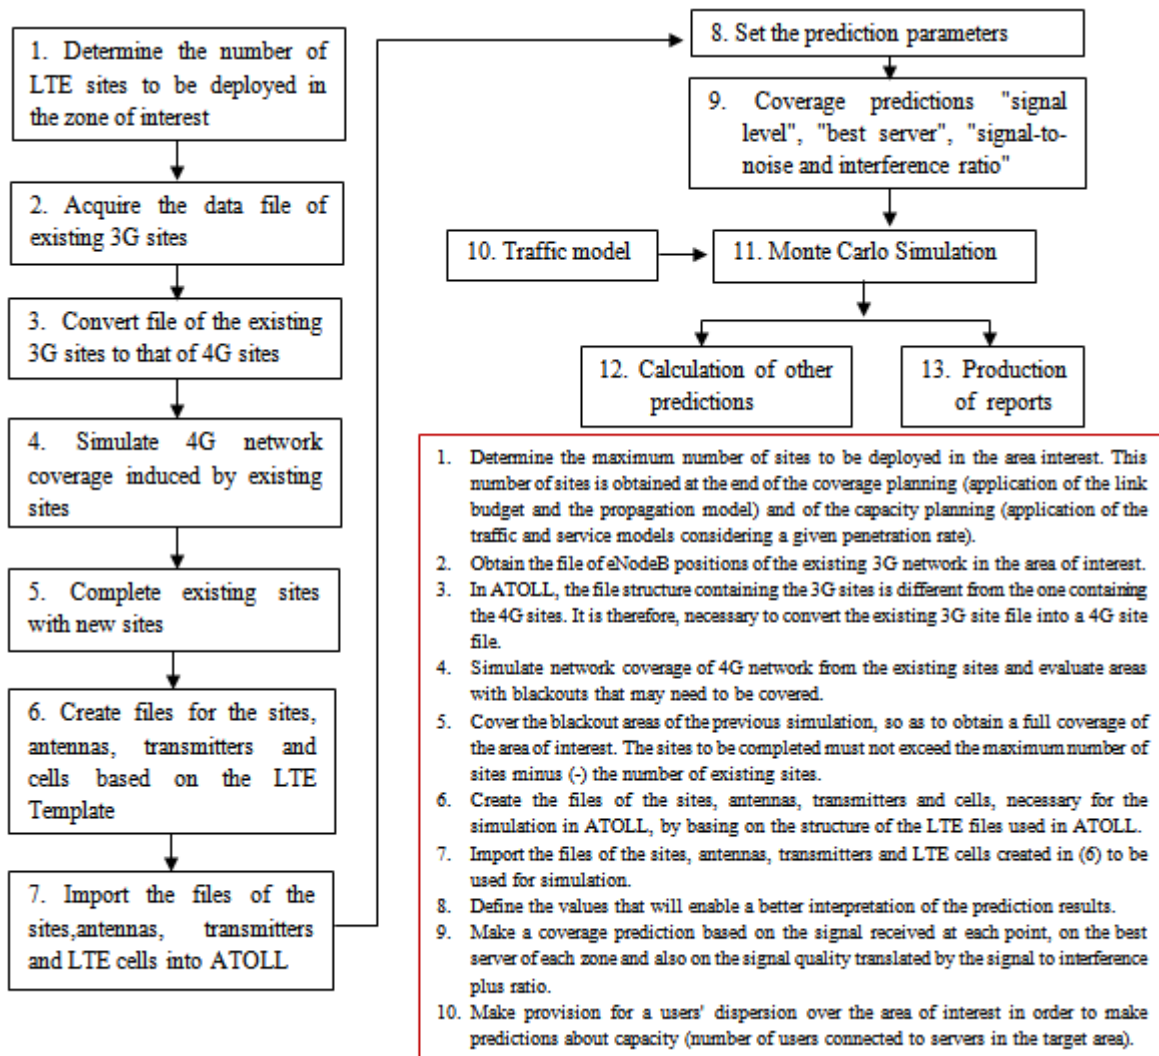 1. Determine the number of
LTE sites to be deployed in
the zone of interest
2. Acquire the data file of
existing 3G sites
3. Convert file of the existing
3G sites to that of 4G sites
4. Simulate 4G network
coverage induced by existing
sites
5. Complete existing sites
with new sites
6. Create files for the sites,
antennas, transmitters and
cells based on the LTE
Template
7. Import the files of the
sites,antennas, transmitters
and LTE cells into ATOLL
8. Set the prediction parameters
9. Coverage predictions "signal
level", "best server", "signal-to-
noise and interference ratio"
10. Traffic model
11. Monte Carlo Simulation
12. Calculation of other
predictions
13. Production
of reports
1. Determine the maximum number of sites to be deployed in the area interest. This
number of sites is obtained at the end of the coverage planning (application of the link
budget and the propagation model) and of the capacity planning (application of the
traffic and service models considering a given penetration rate).
2. Obtain the file of eNodeB positions of the existing 3G network in the area of interest.
3. In ATOLL, the file structure containing the 3G sites is different from the one containing
the 4G sites. It is therefore, necessary to convert the existing 3G site file into a 4G site
file.
4. Simulate network coverage of 4G network from the existing sites and evaluate areas
with blackouts that may need to be covered.
5. Cover the blackout areas of the previous simulation, so as to obtain a full coverage of
the area of interest. The sites to be completed must not exceed the maximum number of
sites minus (-) the number of existing sites.
6. Create the files of the sites, antennas, transmitters and cells, necessary for the
simulation in ATOLL, by basing on the structure of the LTE files used in ATOLL.
7. Import the files of the sites, antennas, transmitters and LTE cells created in (6) to be
used for simulation.
8. Define the values that will enable a better interpretation of the prediction results.
9. Make a coverage prediction based on the signal received at each point, on the best
server of each zone and also on the signal quality translated by the signal to interference
plus ratio.
10. Make provision for a users' dispersion over the area of interest in order to make
predictions about capacity (number of users connected to servers in the target area).